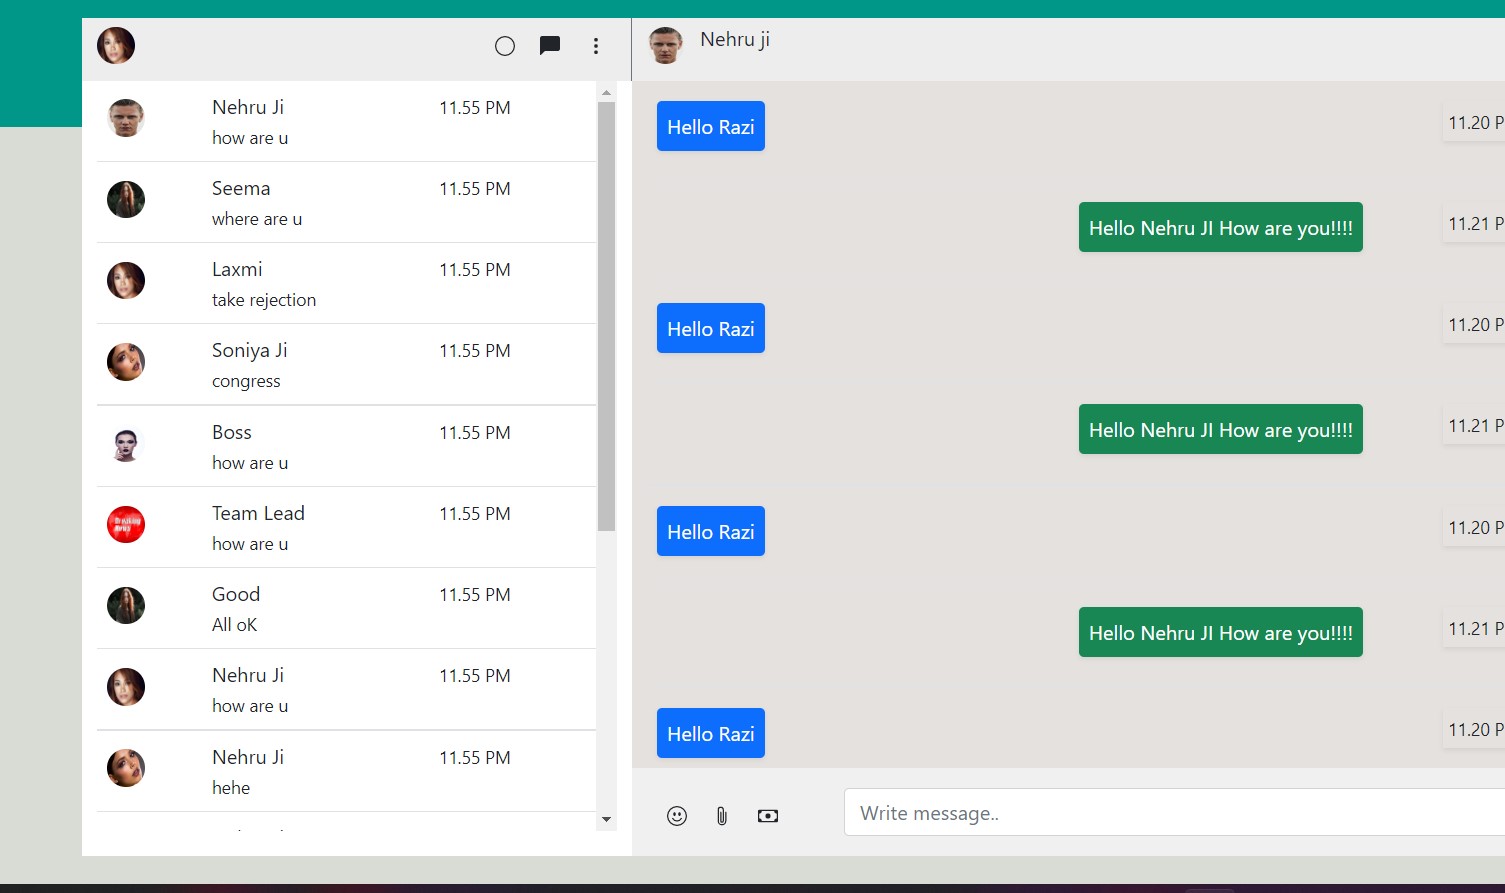 Nehru Ji 11.55 PM
how are u
Seema 11.55 PM
where are u
Laxmi 11.55 PM
take rejection
Soniya Ji 11.55 PM
congress
Boss 11.55 PM
how are u
Team Lead 11.55 PM
how are u
Good 11.55 PM
All oK
Nehru Ji 11.55 PM
how are u
Nehru Ji 11.55 PM
hehe
Nehru ji
Hello Razi 11.20 P
Hello Nehru JI How are you!!!! 11.21 P
Hello Razi 11.20 P
Hello Nehru JI How are you!!!! 11.21 P
Hello Razi 11.20 P
Hello Nehru JI How are you!!!! 11.21 P
Hello Razi 11.20 P
Write message..